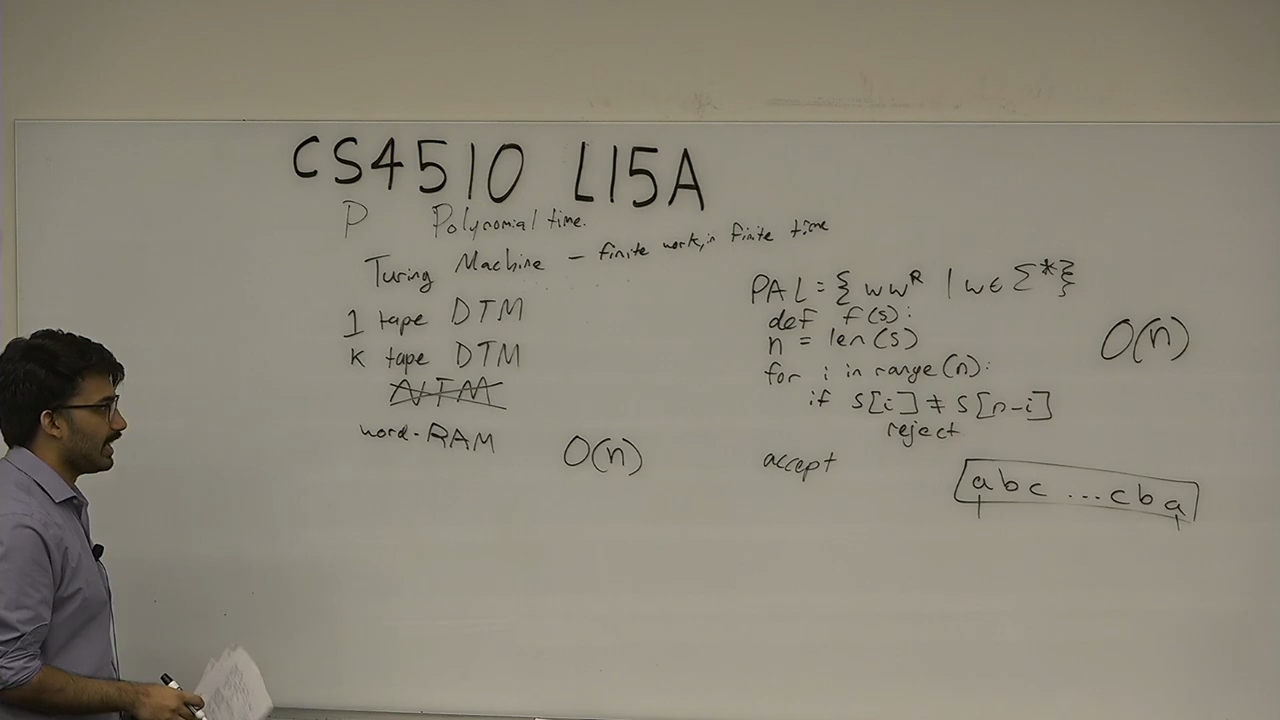 CS4510 L15A
P Polynomial time.
Turing Machine – finite work, in finite time
1 tape DTM
K tape DTM
NTM
word-RAM O(n)
PAL = { ww^R | w ∈ Σ* }
def f(s):
n = len(s)
for i in range(n):
if s[i] ≠ s[n-i]
reject
accept
O(n)
abc ... cba